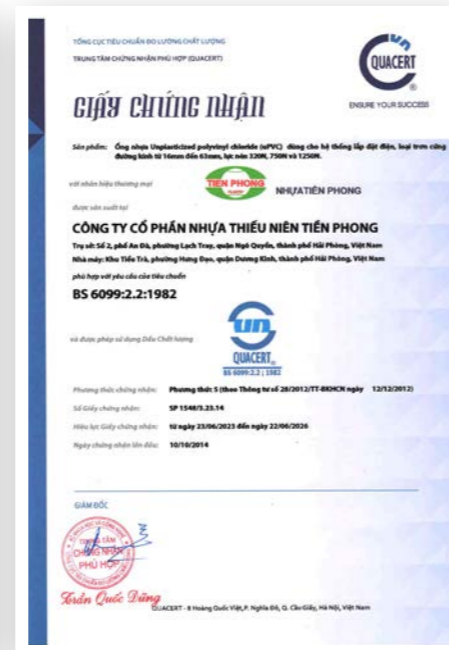 TỔNG CỤC TIÊU CHUẨN ĐO LƯỜNG CHẤT LƯỢNG
TRUNG TÂM CHỨNG NHẬN PHÙ HỢP (QUACERT)
QUACERT
®
ENSURE YOUR SUCCESS
GIẤY CHỨNG NHẬN
Sản phẩm: Ống nhựa Unplasticized polyvinyl chloride (uPVC) dùng cho hệ thống lắp đặt điện, loại trơn cứng
đường kính từ 16mm đến 63mm, lực nén 320N, 750N và 1250N.
với nhãn hiệu thương mại
TIEN PHONG
NHỰA TIỀN PHONG
được sản xuất tại
CÔNG TY CỔ PHẦN NHỰA THIẾU NIÊN TIỀN PHONG
Trụ sở: Số 2, phố An Đà, phường Lạch Tray, quận Ngô Quyền, thành phố Hải Phòng, Việt Nam
Nhà máy: Khu Tiểu Trà, phường Hưng Đạo, quận Dương Kinh, thành phố Hải Phòng, Việt Nam
phù hợp với yêu cầu của tiêu chuẩn
BS 6099:2.2:1982
và được phép sử dụng Dấu Chất lượng
QUACERT
BS 6099:2.2 ; 1982
Phương thức chứng nhận: Phương thức 5 (theo Thông tư số 28/2012/TT-BKHCN ngày 12/12/2012)
Số Giấy chứng nhận: SP 1548/3.23.14
Hiệu lực Giấy chứng nhận: từ ngày 23/06/2023 đến ngày 22/06/2026
Ngày chứng nhận lần đầu: 10/10/2014
GIÁM ĐỐC
TRUNG TÂM
CHỨNG NHẬN
PHÙ HỢP
Trần Quốc Dũng
QUACERT - 8 Hoàng Quốc Việt, P. Nghĩa Đô, Q. Cầu Giấy, Hà Nội, Việt Nam